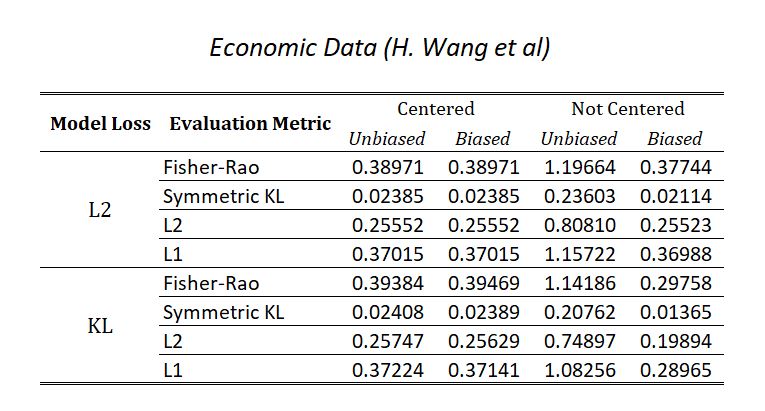 Economic Data (H. Wang et al)
Model Loss Evaluation Metric Centered Not Centered
Unbiased Biased Unbiased Biased
L2
Fisher-Rao 0.38971 0.38971 1.19664 0.37744
Symmetric KL 0.02385 0.02385 0.23603 0.02114
L2 0.25552 0.25552 0.80810 0.25523
L1 0.37015 0.37015 1.15722 0.36988
KL
Fisher-Rao 0.39384 0.39469 1.14186 0.29758
Symmetric KL 0.02408 0.02389 0.20762 0.01365
L2 0.25747 0.25629 0.74897 0.19894
L1 0.37224 0.37141 1.08256 0.28965